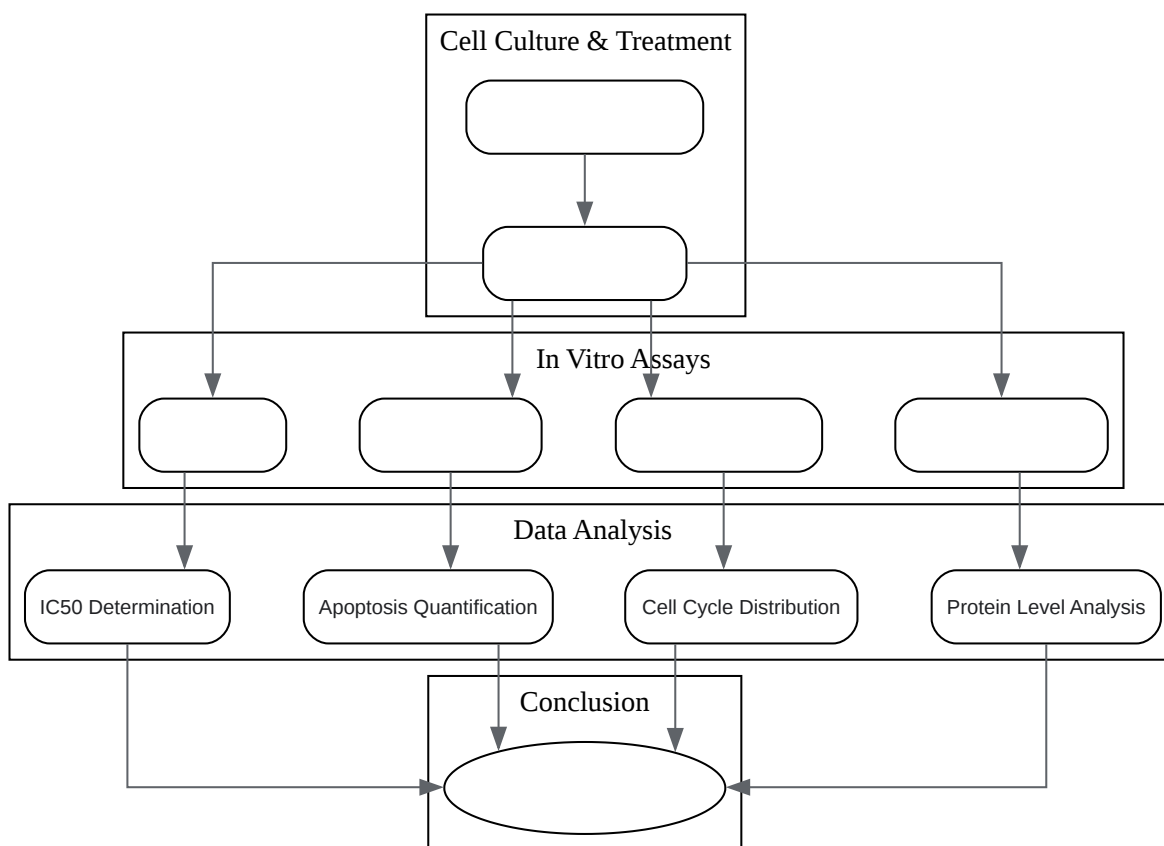 Cell Culture & Treatment
In Vitro Assays
Data Analysis
IC50 Determination
Apoptosis Quantification
Cell Cycle Distribution
Protein Level Analysis
Conclusion